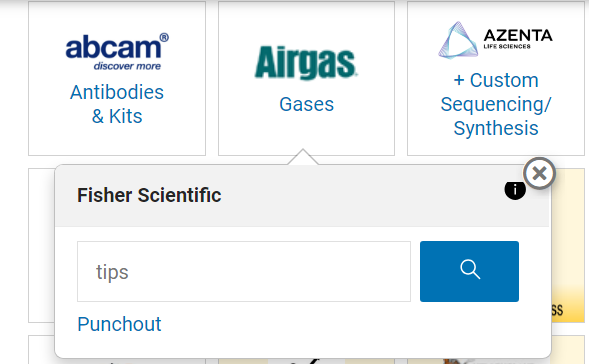 abcam®
discover more
Antibodies
& Kits
Airgas
Gases
AZENTA
LIFE SCIENCES
+ Custom
Sequencing/
Synthesis
Fisher Scientific
i
tips
Punchout